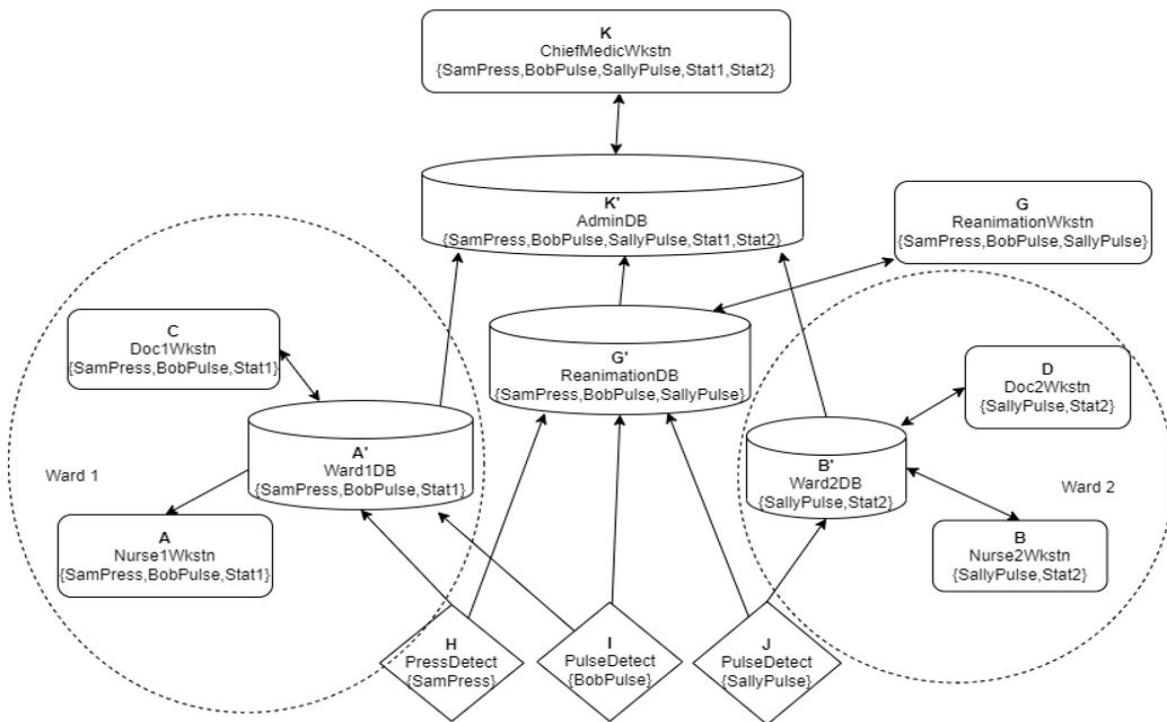 K
ChiefMedicWkstn
{SamPress,BobPulse,SallyPulse,Stat1,Stat2}
K'
AdminDB
{SamPress,BobPulse,SallyPulse,Stat1,Stat2}
G
ReanimationWkstn
{SamPress,BobPulse,SallyPulse}
C
Doc1Wkstn
{SamPress,BobPulse,Stat1}
G'
ReanimationDB
{SamPress,BobPulse,SallyPulse}
D
Doc2Wkstn
{SallyPulse,Stat2}
Ward 1
A'
Ward1DB
{SamPress,BobPulse,Stat1}
B'
Ward2DB
{SallyPulse,Stat2}
Ward 2
A
Nurse1Wkstn
{SamPress,BobPulse,Stat1}
B
Nurse2Wkstn
{SallyPulse,Stat2}
H
PressDetect
{SamPress}
I
PulseDetect
{BobPulse}
J
PulseDetect
{SallyPulse}